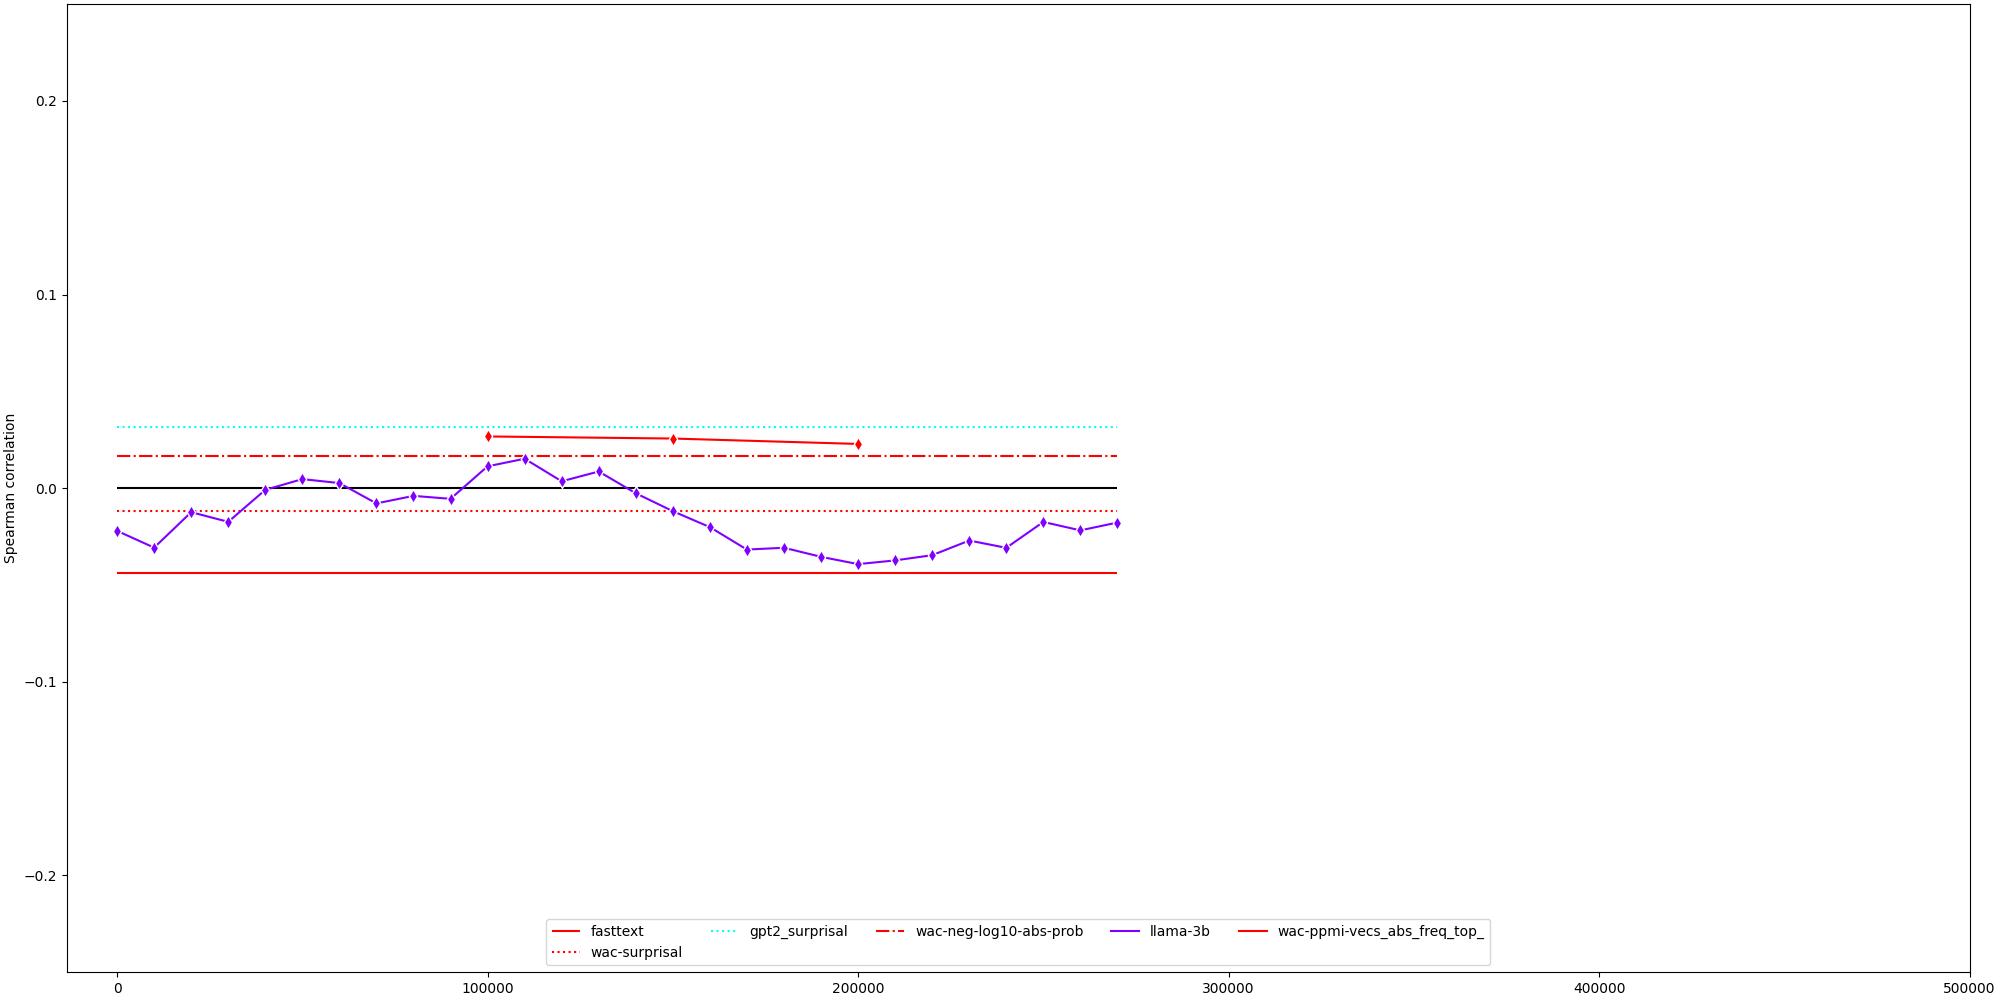 0.2
0.1
0.0
−0.1
−0.2
Spearman correlation
fasttext gpt2_surprisal wac-neg-log10-abs-prob llama-3b wac-ppmi-vecs_abs_freq_top_
wac-surprisal
0 100000 200000 300000 400000 500000